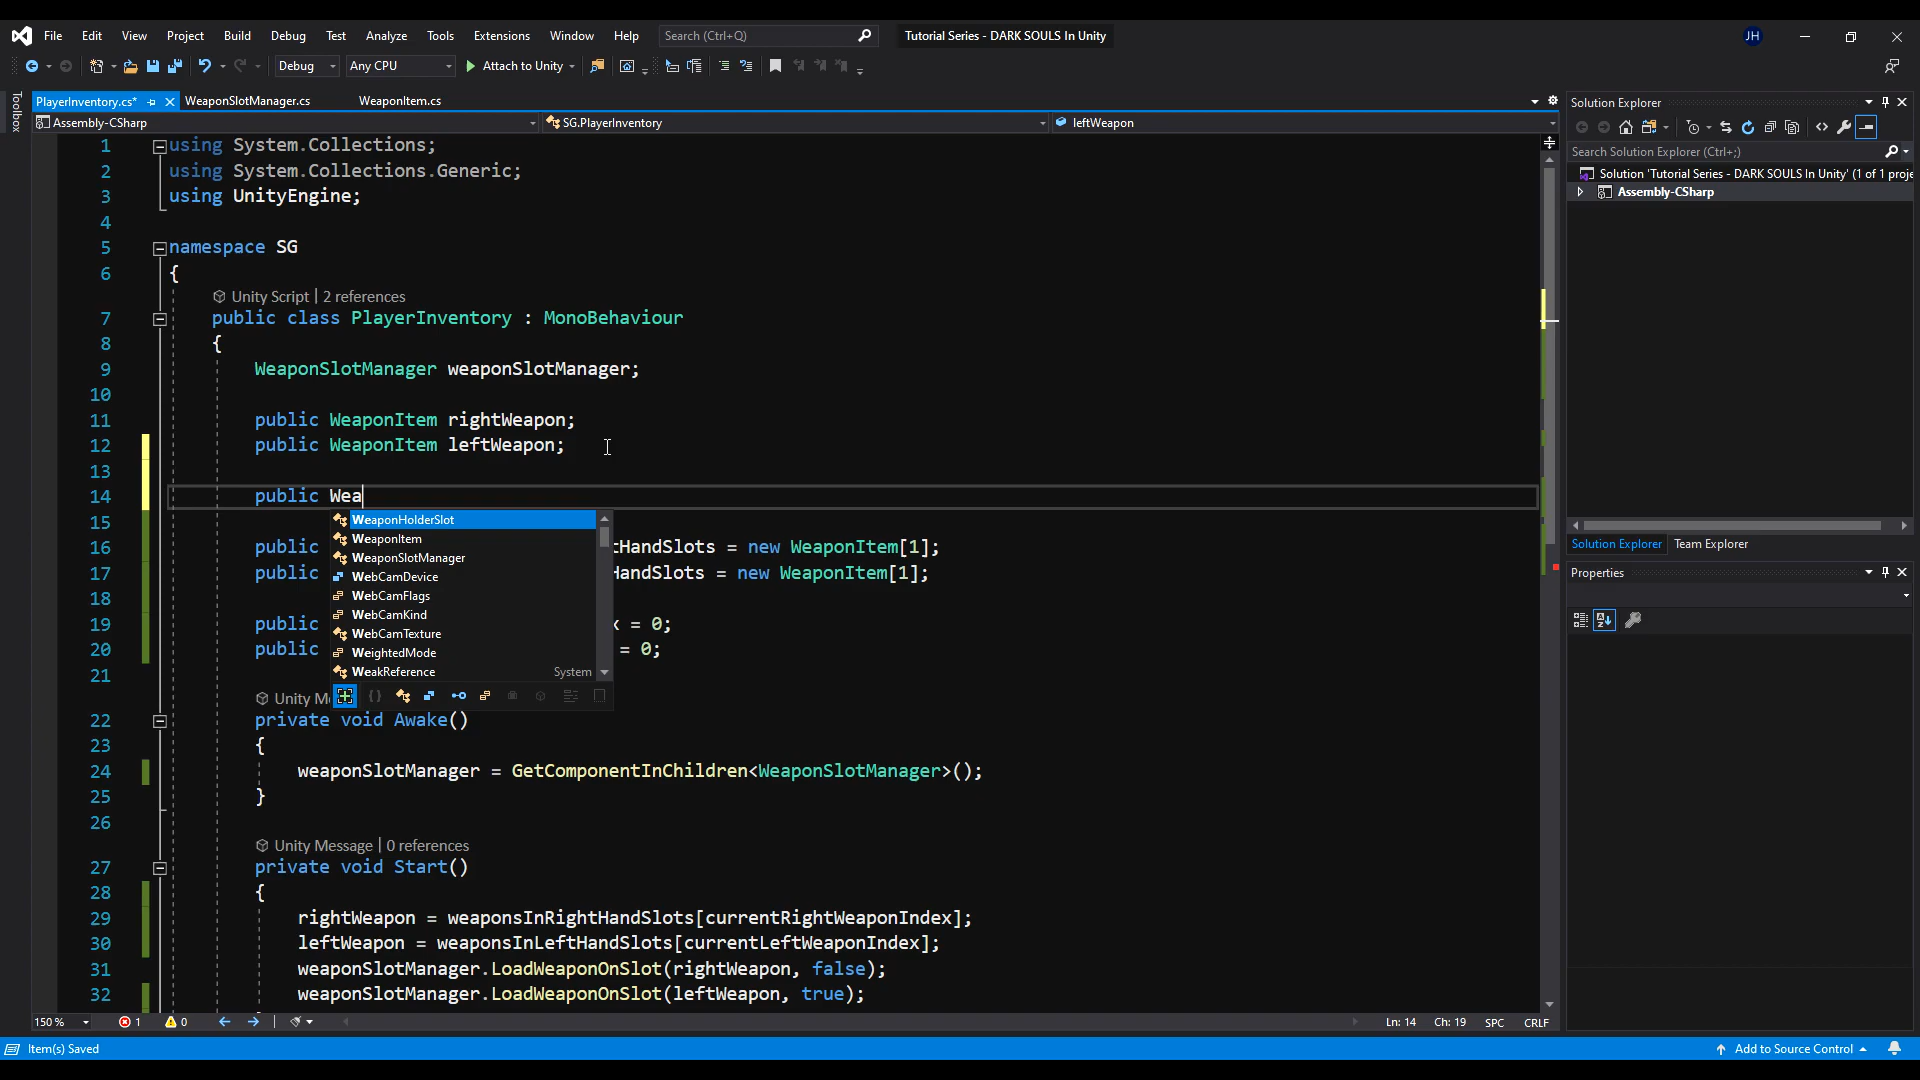 File Edit View Project Build Debug Test Analyze Tools Extensions Window Help Search (Ctrl+Q) Tutorial Series - DARK SOULS In Unity JH
Debug Any CPU Attach to Unity
Toolbox
PlayerInventory.cs* WeaponSlotManager.cs WeaponItem.cs
Assembly-CSharp SG.PlayerInventory leftWeapon
1 using System.Collections;
2 using System.Collections.Generic;
3 using UnityEngine;
4
5 namespace SG
6 {
Unity Script | 2 references
7 public class PlayerInventory : MonoBehaviour
8 {
9 WeaponSlotManager weaponSlotManager;
10
11 public WeaponItem rightWeapon;
12 public WeaponItem leftWeapon;
13
14 public Wea
15
16 public tHandSlots = new WeaponItem[1];
17 public HandSlots = new WeaponItem[1];
18
19 public x = 0;
20 public = 0;
21
WeaponHolderSlot
WeaponItem
WeaponSlotManager
WebCamDevice
WebCamFlags
WebCamKind
WebCamTexture
WeightedMode
WeakReference System
Unity Me
22 private void Awake()
23 {
24 weaponSlotManager = GetComponentInChildren<WeaponSlotManager>();
25 }
26
Unity Message | 0 references
27 private void Start()
28 {
29 rightWeapon = weaponsInRightHandSlots[currentRightWeaponIndex];
30 leftWeapon = weaponsInLeftHandSlots[currentLeftWeaponIndex];
31 weaponSlotManager.LoadWeaponOnSlot(rightWeapon, false);
32 weaponSlotManager.LoadWeaponOnSlot(leftWeapon, true);
150 % 1 0 Ln: 14 Ch: 19 SPC CRLF
Solution Explorer
Search Solution Explorer (Ctrl+;)
Solution 'Tutorial Series - DARK SOULS In Unity' (1 of 1 proje
Assembly-CSharp
Solution Explorer Team Explorer
Properties
Item(s) Saved Add to Source Control